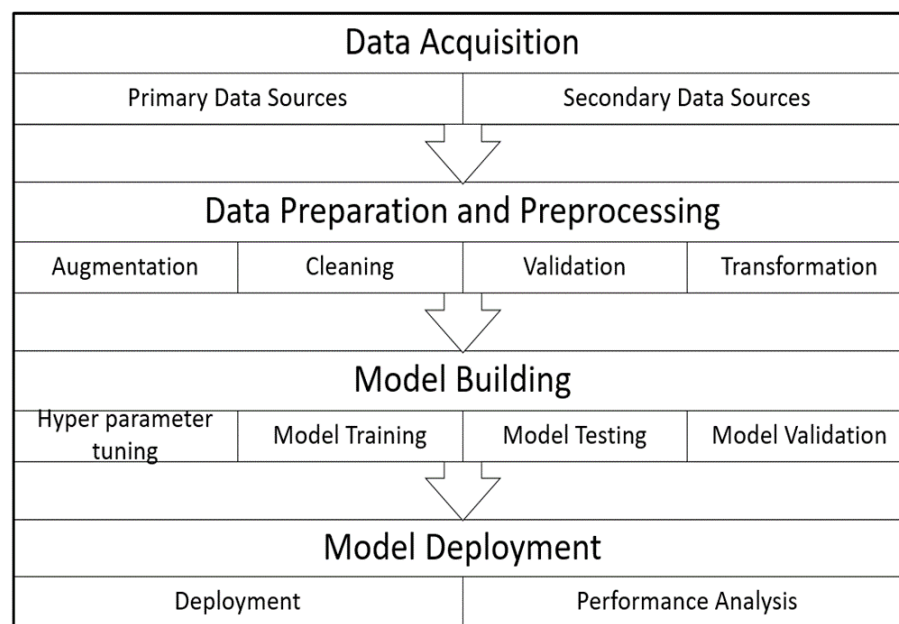 Data Acquisition
Primary Data Sources
Secondary Data Sources
Data Preparation and Preprocessing
Augmentation
Cleaning
Validation
Transformation
Model Building
Hyper parameter
tuning
Model Training
Model Testing
Model Validation
Model Deployment
Deployment
Performance Analysis